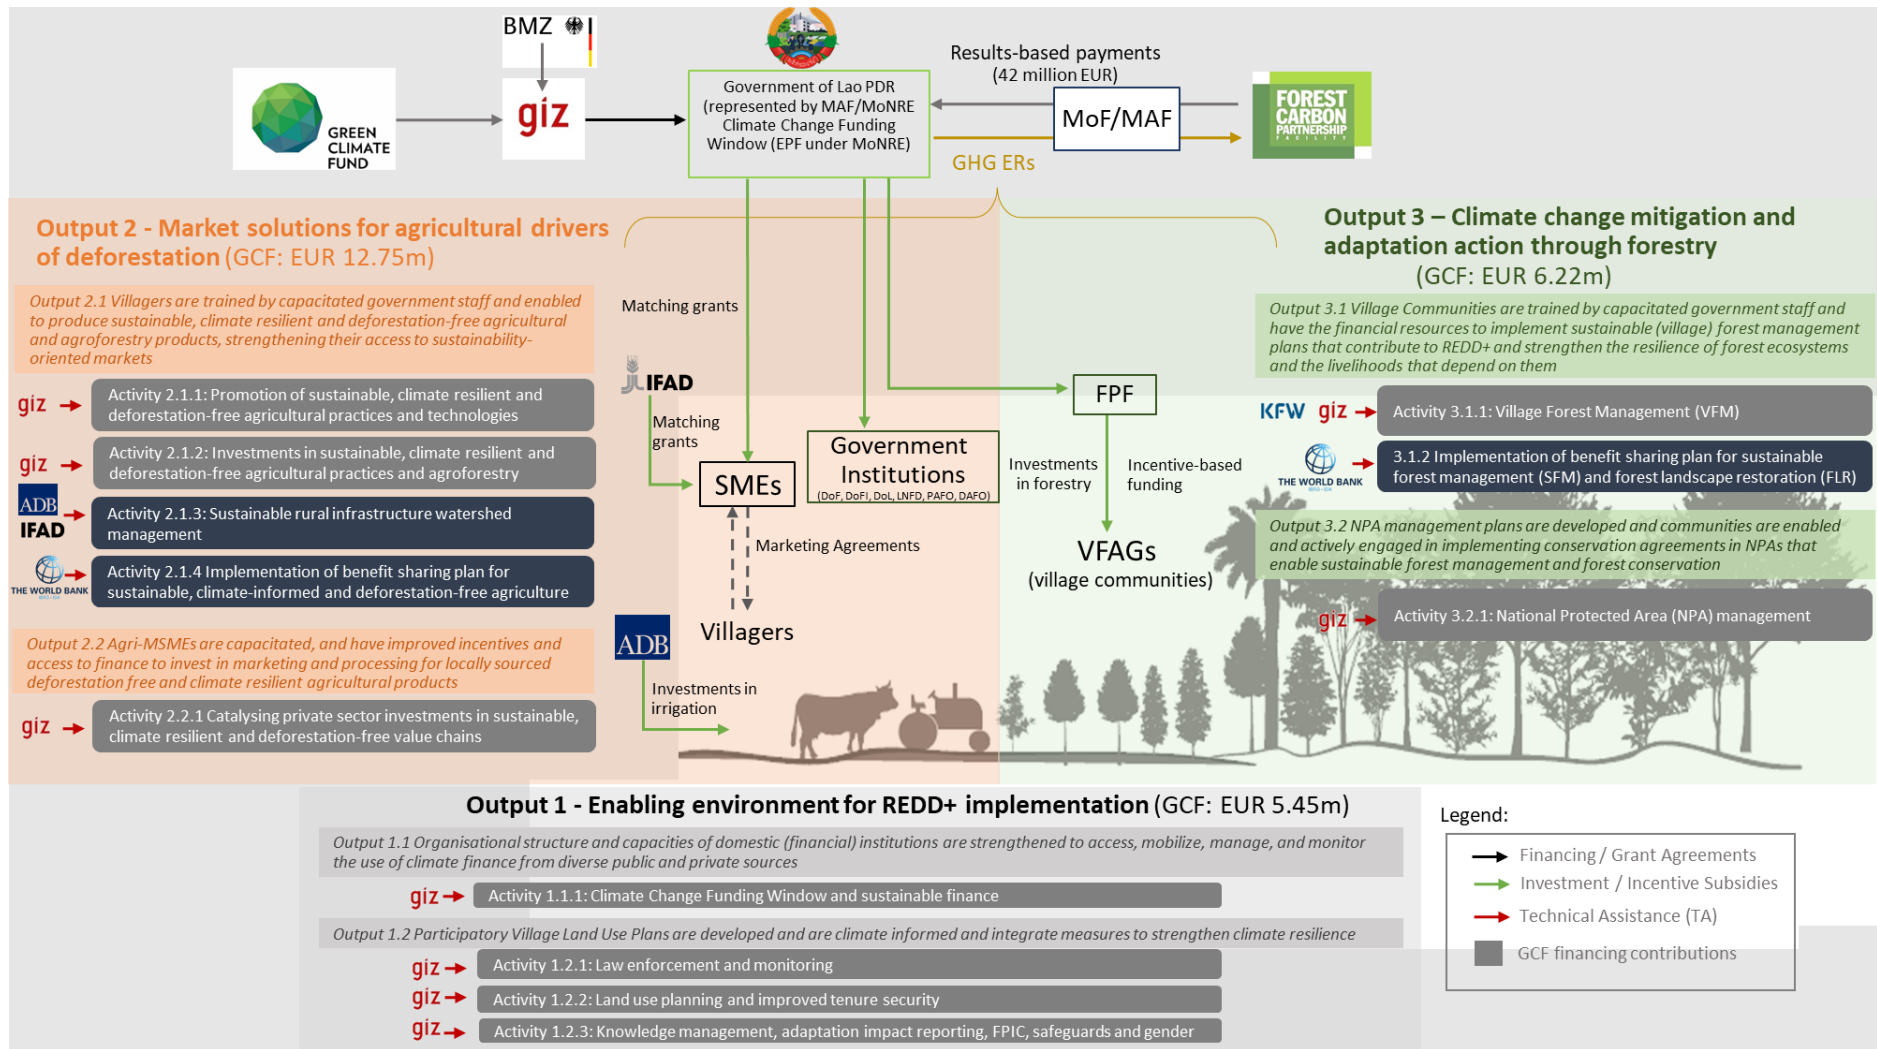 BMZ
giz
GREEN
CLIMATE
FUND
Government of Lao PDR
(represented by MAF/MoNRE
Climate Change Funding
Window (EPF under MoNRE)
Results-based payments
(42 million EUR)
MoF/MAF
GHG ERs
FOREST
CARBON
PARTNERSHIP
FACILITY
Output 2 - Market solutions for agricultural drivers
of deforestation (GCF: EUR 12.75m)
Output 2.1 Villagers are trained by capacitated government staff and enabled
to produce sustainable, climate resilient and deforestation-free agricultural
and agroforestry products, strengthening their access to sustainability-
oriented markets
giz
Activity 2.1.1: Promotion of sustainable, climate resilient and
deforestation-free agricultural practices and technologies
giz
Activity 2.1.2: Investments in sustainable, climate resilient and
deforestation-free agricultural practices and agroforestry
ADB
IFAD
Activity 2.1.3: Sustainable rural infrastructure watershed
management
THE WORLD BANK
IBRD • IDA
Activity 2.1.4 Implementation of benefit sharing plan for
sustainable, climate-informed and deforestation-free agriculture
Output 2.2 Agri-MSMEs are capacitated, and have improved incentives and
access to finance to invest in marketing and processing for locally sourced
deforestation free and climate resilient agricultural products
giz
Activity 2.2.1 Catalysing private sector investments in sustainable,
climate resilient and deforestation-free value chains
Matching grants
IFAD
Matching
grants
SMEs
Government
Institutions
(DoF, DoFI, DoL, LNFD, PAFO, DAFO)
Marketing Agreements
Villagers
ADB
Investments in
irrigation
FPF
Investments
in forestry
Incentive-based
funding
VFAGs
(village communities)
Output 3 – Climate change mitigation and
adaptation action through forestry
(GCF: EUR 6.22m)
Output 3.1 Village Communities are trained by capacitated government staff and
have the financial resources to implement sustainable (village) forest management
plans that contribute to REDD+ and strengthen the resilience of forest ecosystems
and the livelihoods that depend on them
KFW giz
Activity 3.1.1: Village Forest Management (VFM)
THE WORLD BANK
IBRD • IDA
3.1.2 Implementation of benefit sharing plan for sustainable
forest management (SFM) and forest landscape restoration (FLR)
Output 3.2 NPA management plans are developed and communities are enabled
and actively engaged in implementing conservation agreements in NPAs that
enable sustainable forest management and forest conservation
giz
Activity 3.2.1: National Protected Area (NPA) management
Output 1 - Enabling environment for REDD+ implementation (GCF: EUR 5.45m)
Output 1.1 Organisational structure and capacities of domestic (financial) institutions are strengthened to access, mobilize, manage, and monitor
the use of climate finance from diverse public and private sources
giz
Activity 1.1.1: Climate Change Funding Window and sustainable finance
Output 1.2 Participatory Village Land Use Plans are developed and are climate informed and integrate measures to strengthen climate resilience
giz
Activity 1.2.1: Law enforcement and monitoring
giz
Activity 1.2.2: Land use planning and improved tenure security
giz
Activity 1.2.3: Knowledge management, adaptation impact reporting, FPIC, safeguards and gender
Legend:
Financing / Grant Agreements
Investment / Incentive Subsidies
Technical Assistance (TA)
GCF financing contributions